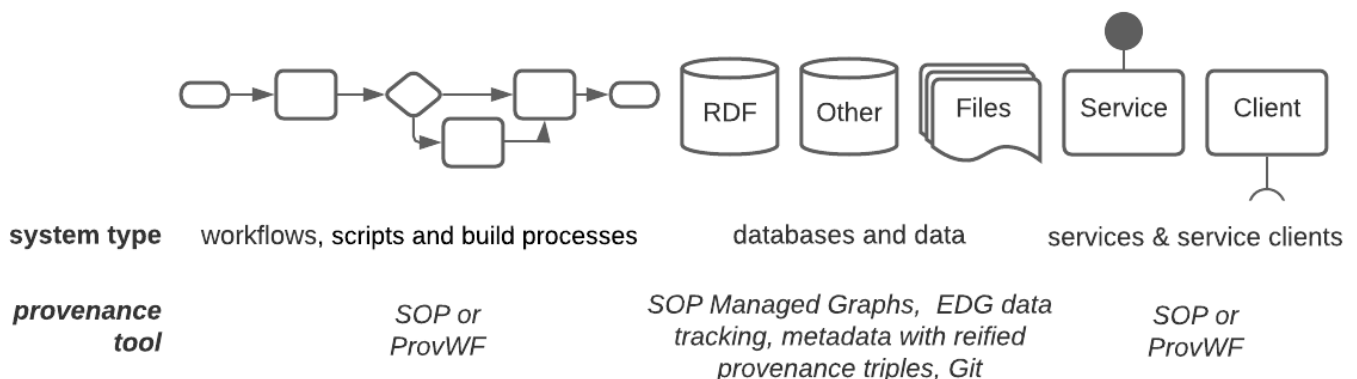 RDF
Other
Files
Service
Client
system type
workflows, scripts and build processes
databases and data
services & service clients
provenance
tool
SOP or
ProvWF
SOP Managed Graphs, EDG data
tracking, metadata with reified
provenance triples, Git
SOP or
ProvWF